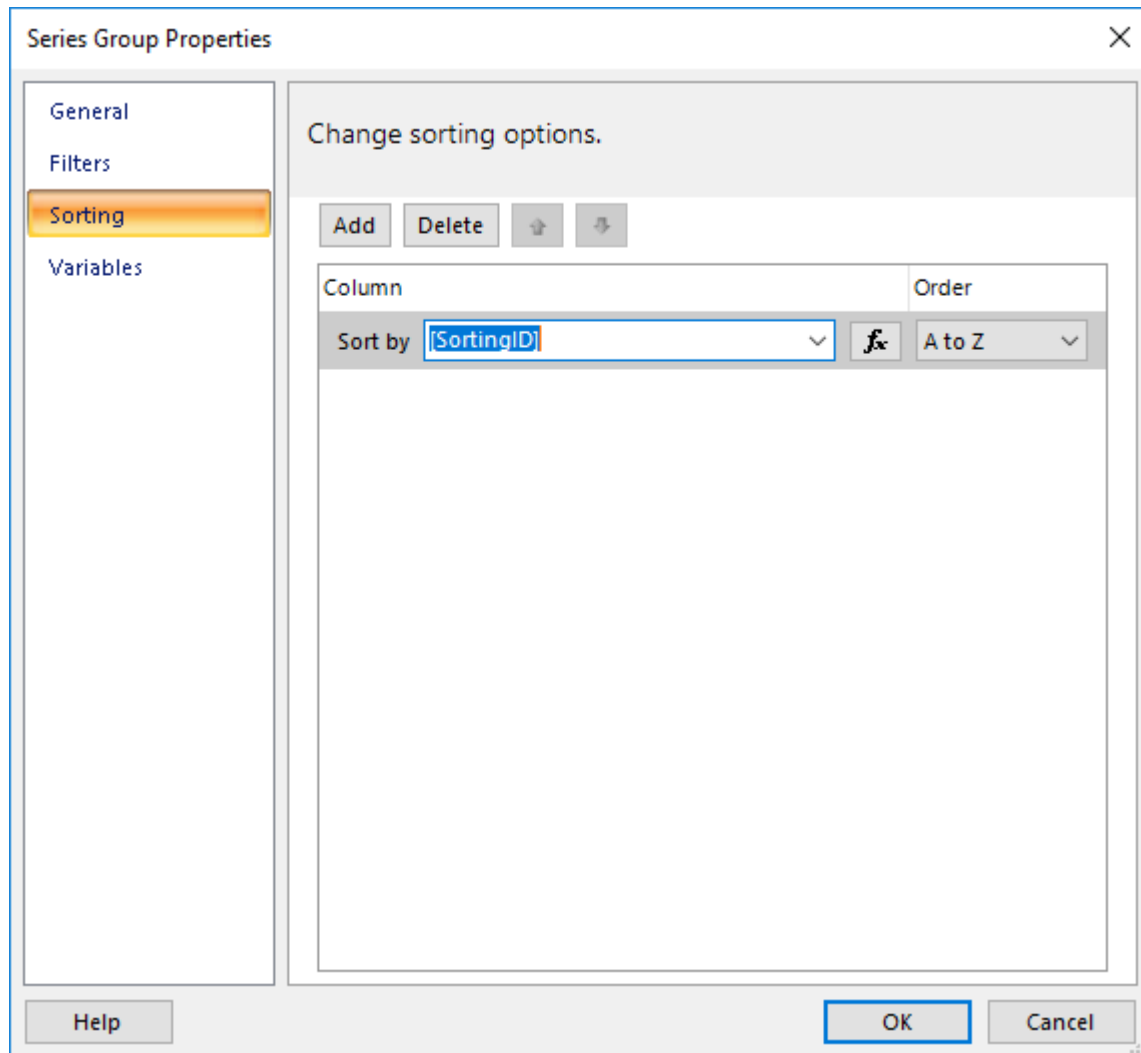 Series Group Properties
General
Filters
Sorting
Variables
Change sorting options.
Add Delete
Column Order
Sort by [SortingID] fx A to Z
Help OK Cancel